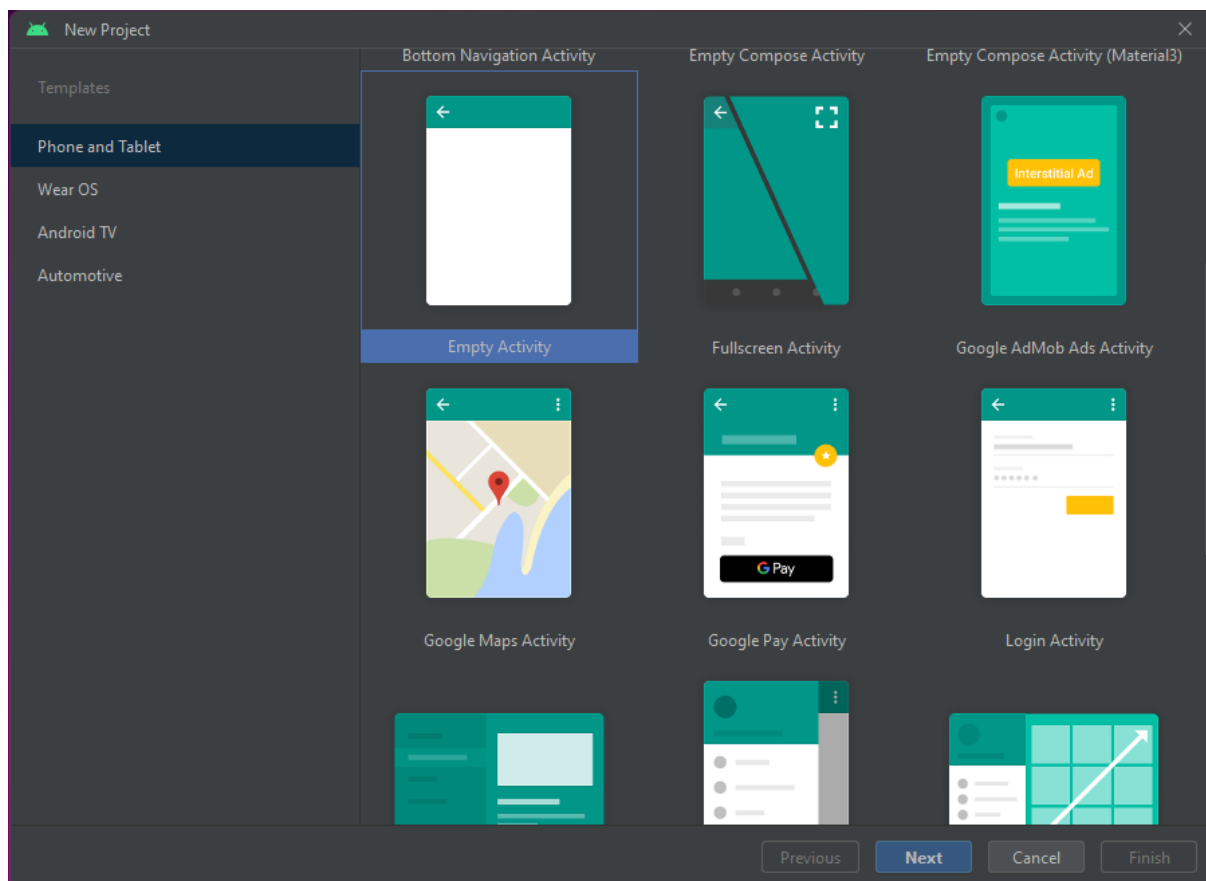 New Project
Templates
Phone and Tablet
Wear OS
Android TV
Automotive
Bottom Navigation Activity
Empty Compose Activity
Empty Compose Activity (Material3)
Interstitial Ad
Empty Activity
Fullscreen Activity
Google AdMob Ads Activity
G Pay
Google Maps Activity
Google Pay Activity
Login Activity
Previous
Next
Cancel
Finish